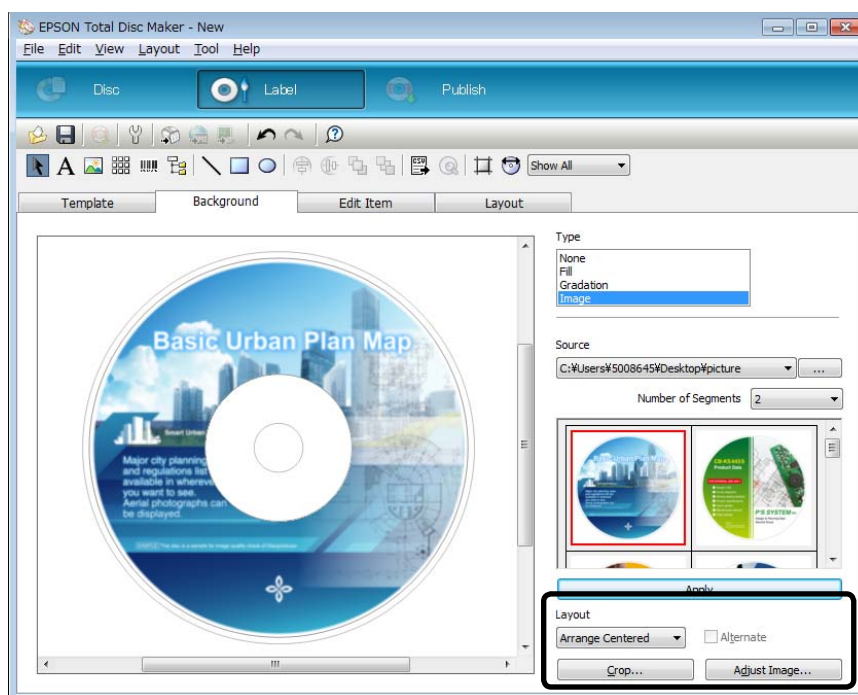 EPSON Total Disc Maker - New
File Edit View Layout Tool Help
Disc Label Publish
Show All
Template Background Edit Item Layout
Type
None
Fill
Gradation
Image
Source
C:¥Users¥5008645¥Desktop¥picture
...
Number of Segments 2
Basic Urban Plan Map
Smart Urban
Major city planning
and regulations list
available in wherever
you want to see.
Aerial photographs can
be displayed.
Product Data
P'S SYSTEM
Apply
Layout
Arrange Centered
Alternate
Crop...
Adjust Image...